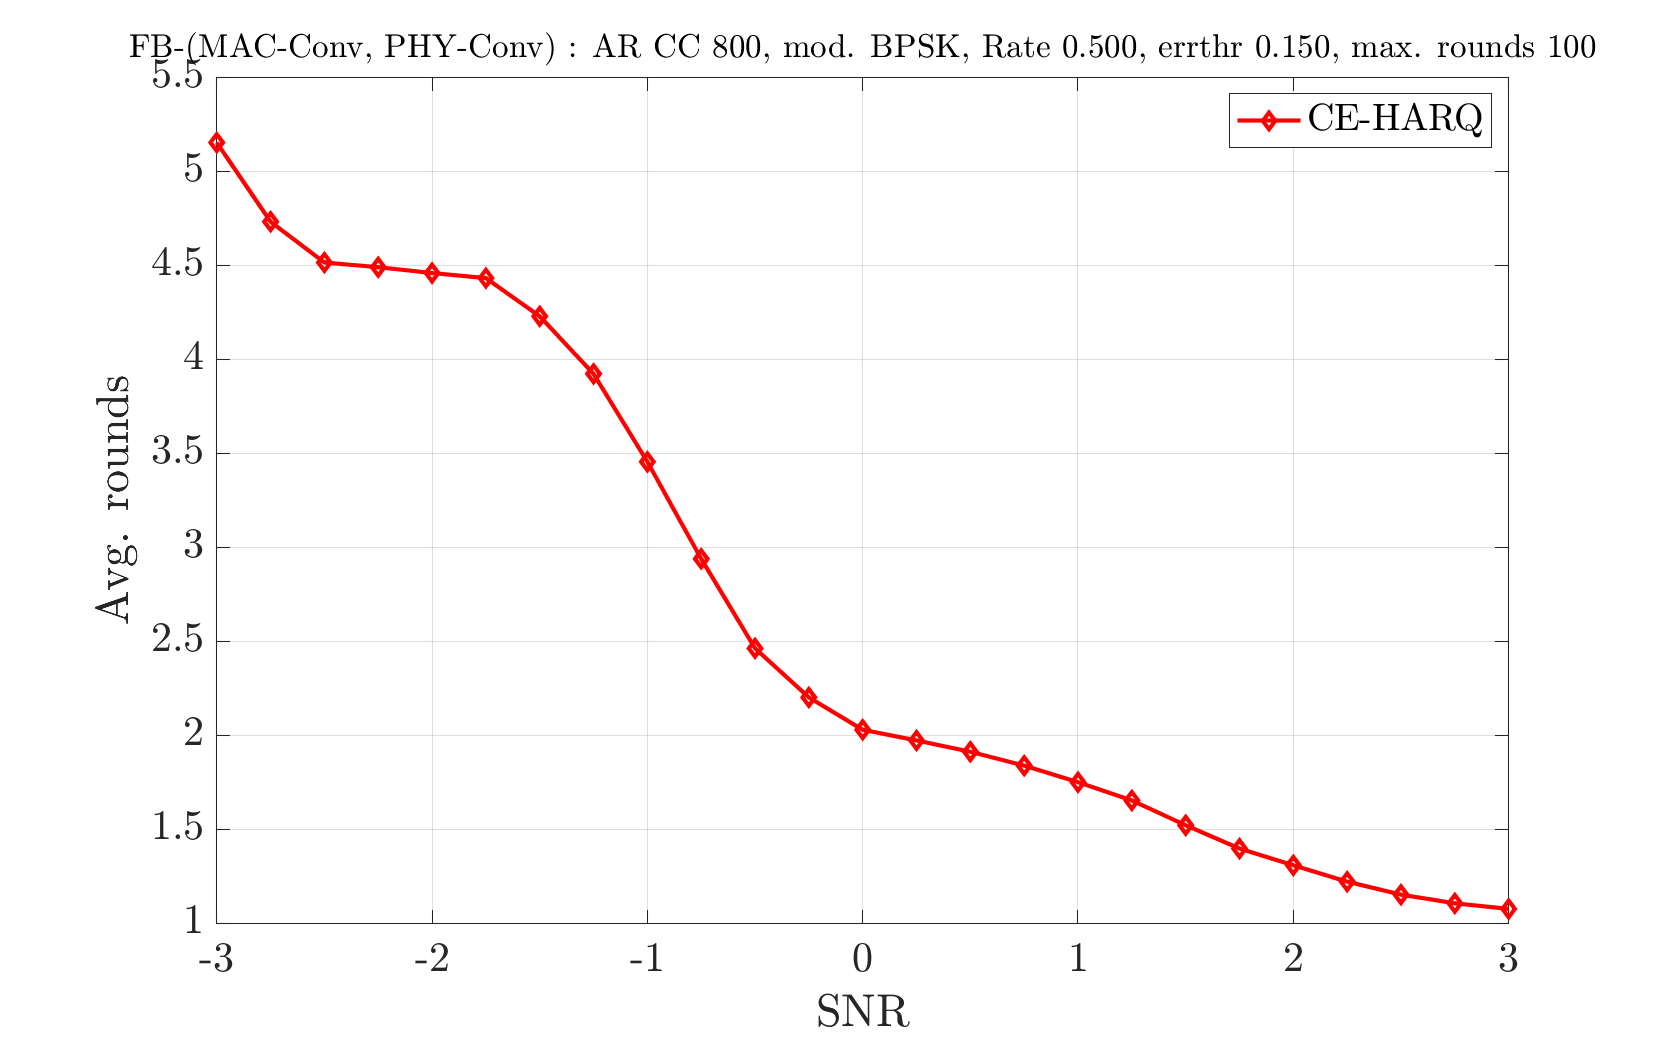 FB-(MAC-Conv, PHY-Conv) : AR CC 800, mod. BPSK, Rate 0.500, errthr 0.150, max. rounds 100
CE-HARQ
5.5
5
4.5
4
3.5
3
2.5
2
1.5
1
Avg. rounds
-3 -2 -1 0 1 2 3
SNR